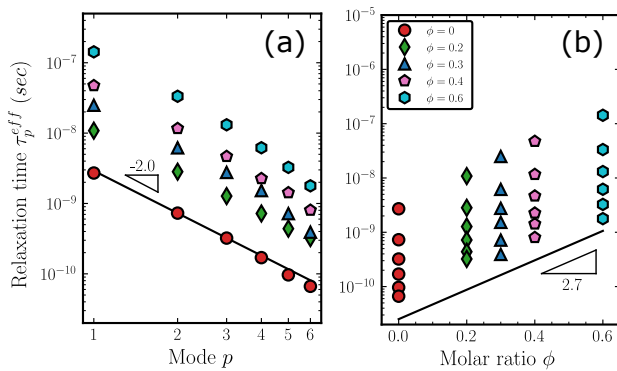 (a)
Relaxation time τ_p^{eff} (sec)
10^{-7}
10^{-8}
10^{-9}
10^{-10}
-2.0
1 2 3 4 5 6
Mode p
(b)
10^{-5}
10^{-6}
10^{-7}
10^{-8}
10^{-9}
10^{-10}
ϕ = 0
ϕ = 0.2
ϕ = 0.3
ϕ = 0.4
ϕ = 0.6
2.7
0.0 0.2 0.4 0.6
Molar ratio ϕ